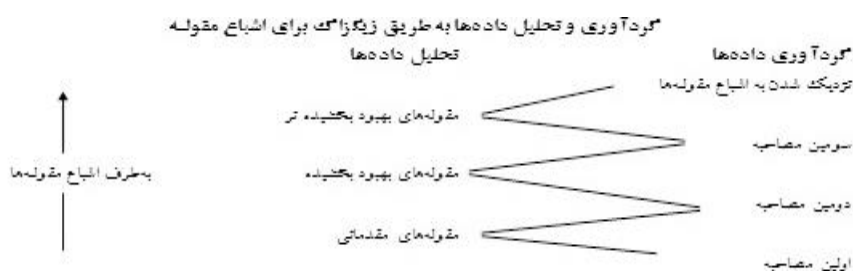 گردآوری و تحلیل داده‌ها به طریق زیگزاگ برای اشباع مقوله
گردآوری داده‌ها
تحلیل داده‌ها
نزدیک شدن به اشباع مقوله‌ها
مقوله‌های بهبود بخشیده تر
سومین مصاحبه
مقوله‌های بهبود بخشیده
به‌طرف اشباع مقوله‌ها
دومین مصاحبه
مقوله‌های مقدماتی
اولین مصاحبه